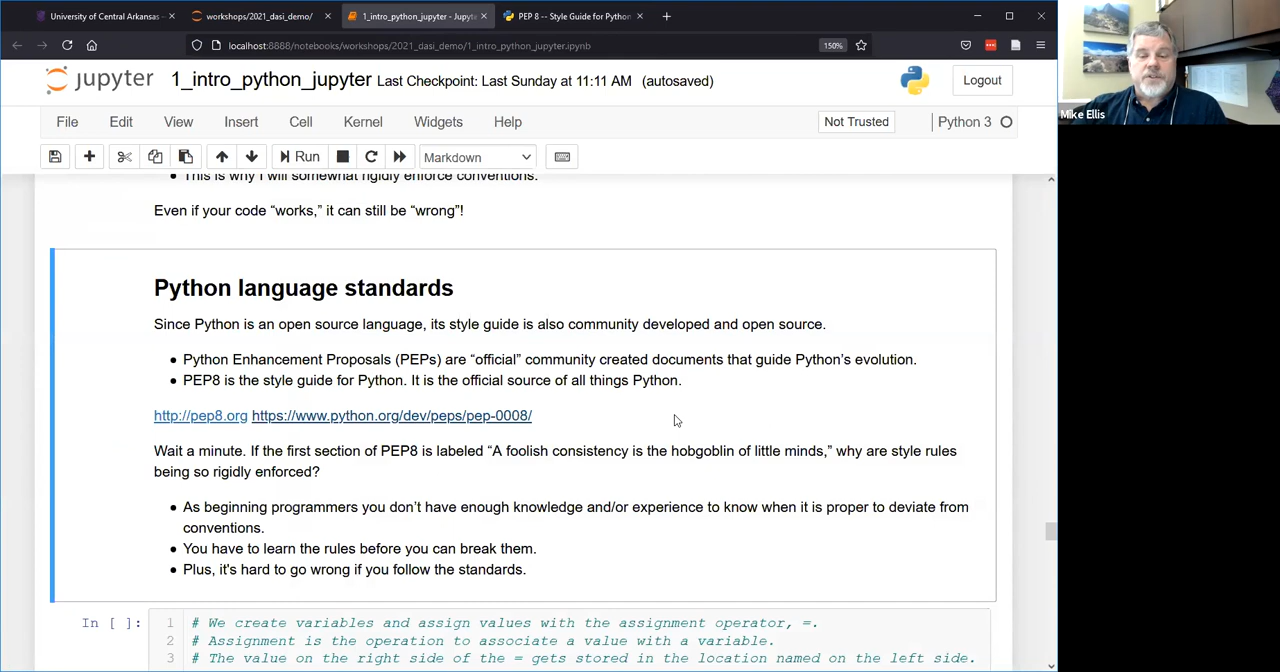 University of Central Arkansas
workshops/2021_dasi_demo/
1_intro_python_jupyter - Jupyte
PEP 8 -- Style Guide for Python
localhost:8888/notebooks/workshops/2021_dasi_demo/1_intro_python_jupyter.ipynb
150%
jupyter 1_intro_python_jupyter Last Checkpoint: Last Sunday at 11:11 AM (autosaved)
Logout
Mike Ellis
File Edit View Insert Cell Kernel Widgets Help
Not Trusted
Python 3
Run
Markdown
• This is why I will somewhat rigidly enforce conventions.
Even if your code “works,” it can still be “wrong”!
Python language standards
Since Python is an open source language, its style guide is also community developed and open source.
• Python Enhancement Proposals (PEPs) are “official” community created documents that guide Python’s evolution.
• PEP8 is the style guide for Python. It is the official source of all things Python.
http://pep8.org https://www.python.org/dev/peps/pep-0008/
Wait a minute. If the first section of PEP8 is labeled “A foolish consistency is the hobgoblin of little minds,” why are style rules
being so rigidly enforced?
• As beginning programmers you don’t have enough knowledge and/or experience to know when it is proper to deviate from
conventions.
• You have to learn the rules before you can break them.
• Plus, it's hard to go wrong if you follow the standards.
In [ ]:
1 # We create variables and assign values with the assignment operator, =.
2 # Assignment is the operation to associate a value with a variable.
3 # The value on the right side of the = gets stored in the location named on the left side.